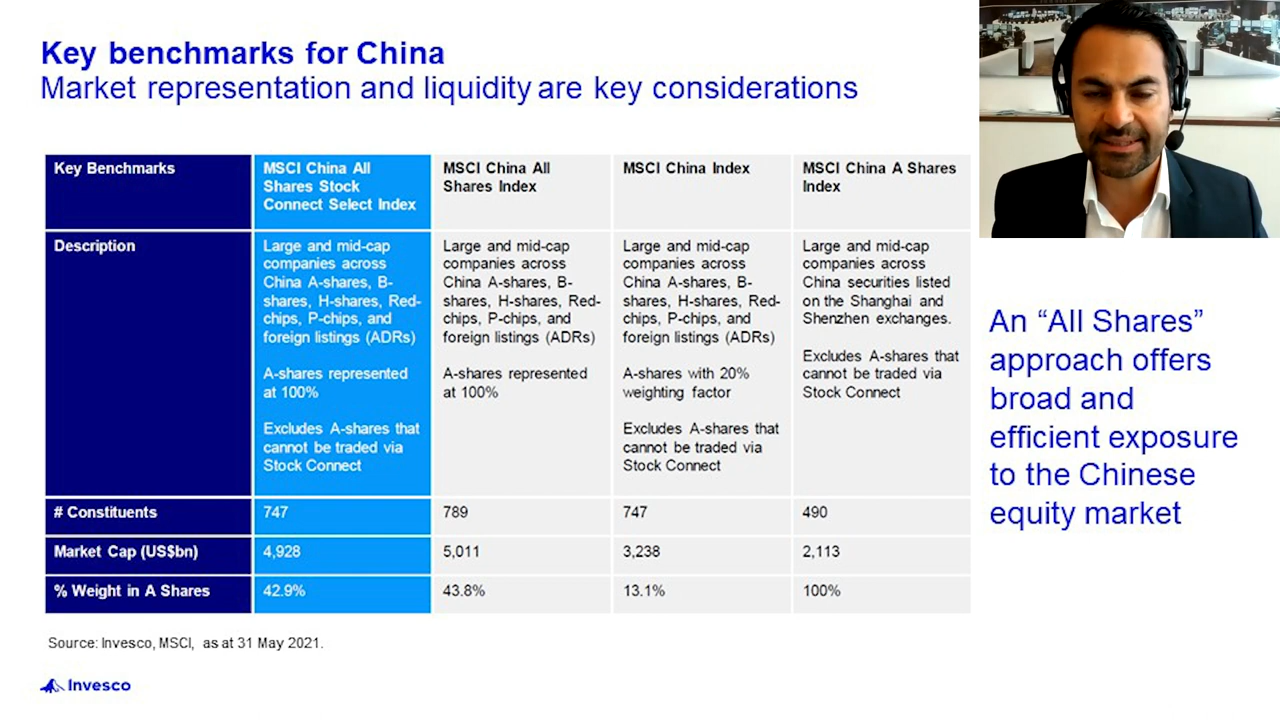 Key benchmarks for China
Market representation and liquidity are key considerations
Key Benchmarks
MSCI China All
Shares Stock
Connect Select Index
MSCI China All
Shares Index
MSCI China Index
MSCI China A Shares
Index
Description
Large and mid-cap
companies across
China A-shares, B-
shares, H-shares, Red-
chips, P-chips, and
foreign listings (ADRs)
A-shares represented
at 100%
Excludes A-shares that
cannot be traded via
Stock Connect
Large and mid-cap
companies across
China A-shares, B-
shares, H-shares, Red-
chips, P-chips, and
foreign listings (ADRs)
A-shares represented
at 100%
Large and mid-cap
companies across
China A-shares, B-
shares, H-shares, Red-
chips, P-chips, and
foreign listings (ADRs)
A-shares with 20%
weighting factor
Excludes A-shares that
cannot be traded via
Stock Connect
Large and mid-cap
companies across
China securities listed
on the Shanghai and
Shenzhen exchanges.
Excludes A-shares that
cannot be traded via
Stock Connect
# Constituents
747
789
747
490
Market Cap (US$bn)
4,928
5,011
3,238
2,113
% Weight in A Shares
42.9%
43.8%
13.1%
100%
An “All Shares”
approach offers
broad and
efficient exposure
to the Chinese
equity market
Source: Invesco, MSCI, as at 31 May 2021.
Invesco